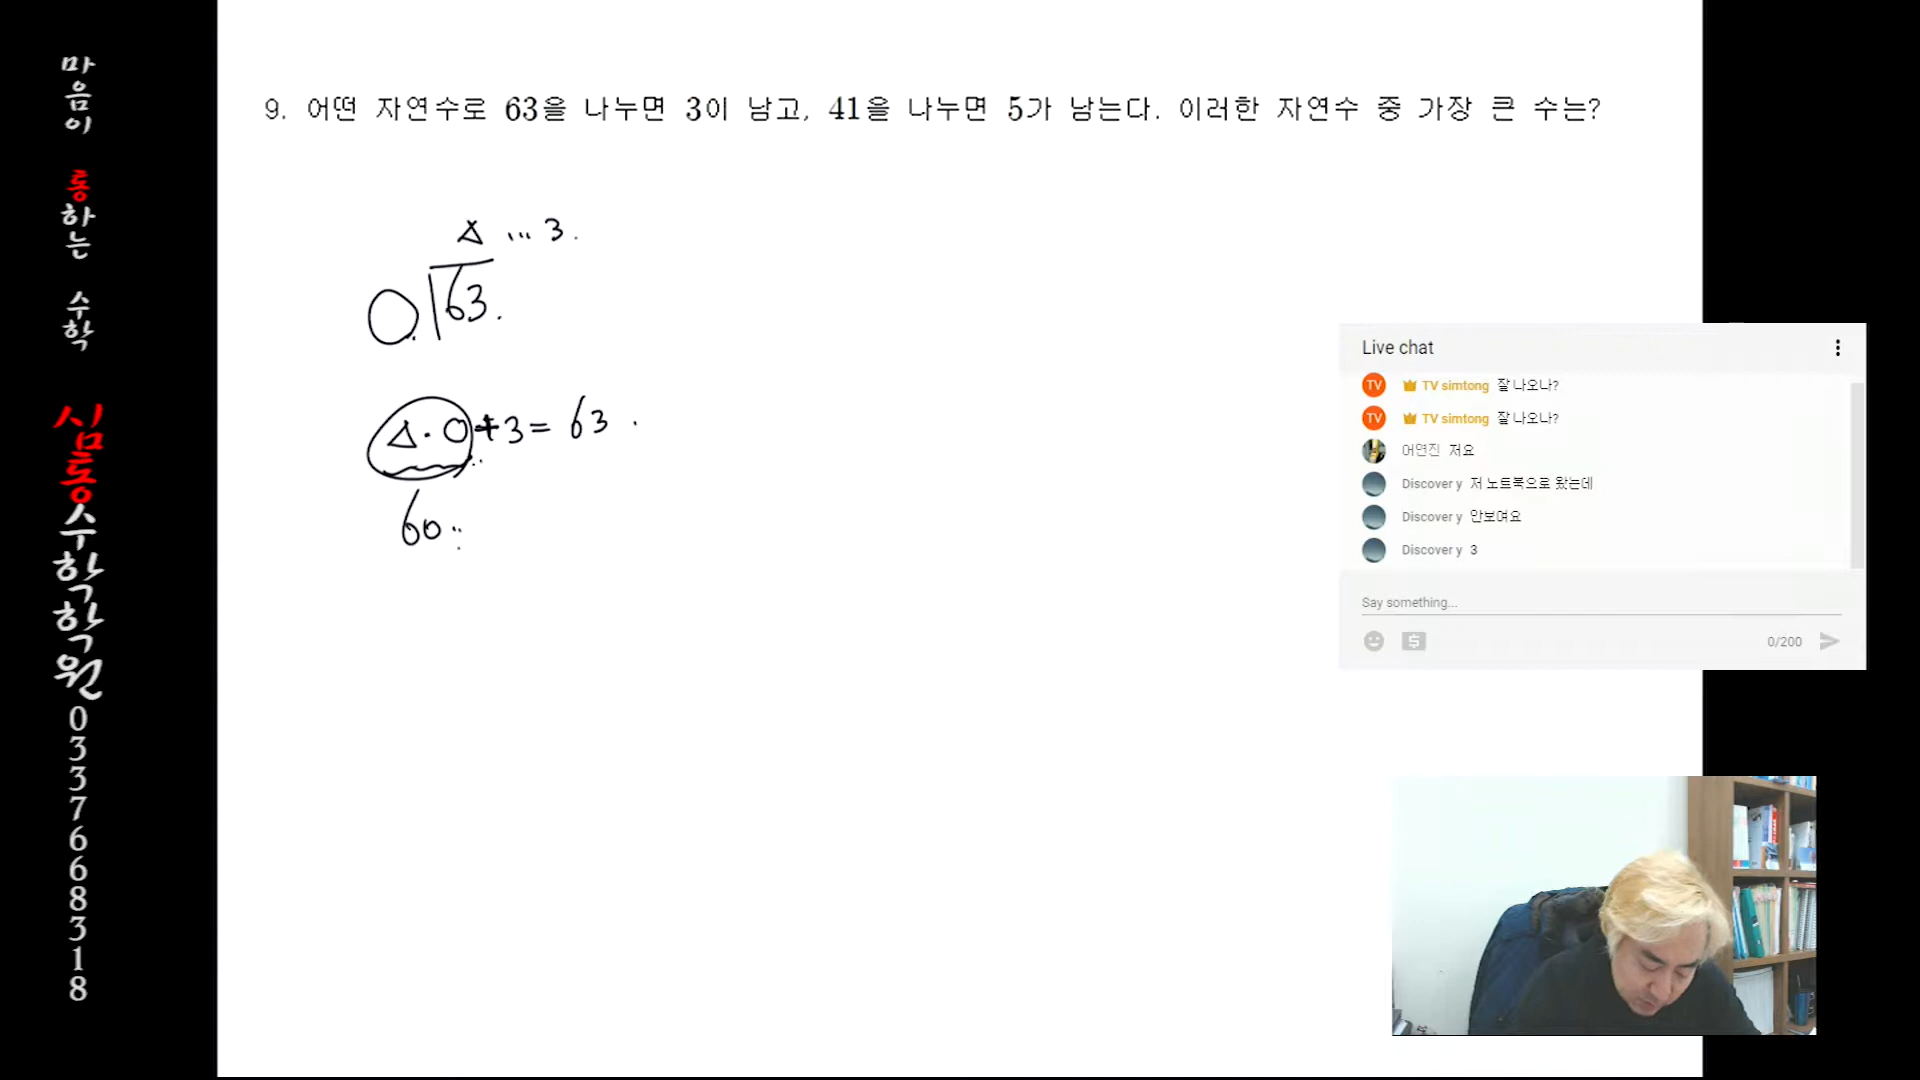 마음이 통하는 수학 심통수학학원 0337668318
9. 어떤 자연수로 63을 나누면 3이 남고, 41을 나누면 5가 남는다. 이러한 자연수 중 가장 큰 수는?
△ ... 3.
○ 63.
△ · ○ + 3 = 63 .
60..
Live chat
TV TV simtong 잘 나오나?
TV TV simtong 잘 나오나?
어연진 저요
Discover y 저 노트북으로 왔는데
Discover y 안보여요
Discover y 3
Say something...
0/200